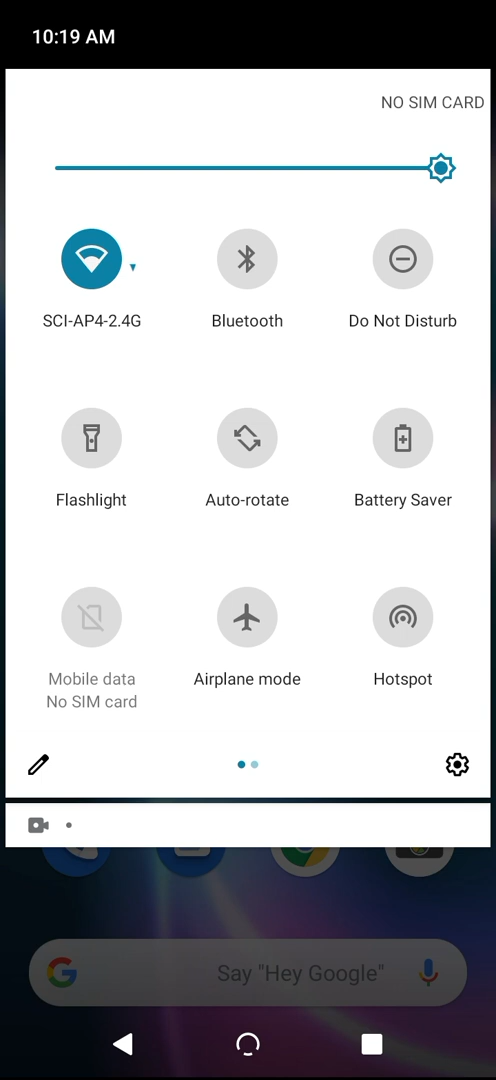 10:19 AM
NO SIM CARD
SCI-AP4-2.4G
Bluetooth
Do Not Disturb
Flashlight
Auto-rotate
Battery Saver
Mobile data
No SIM card
Airplane mode
Hotspot
Say "Hey Google"